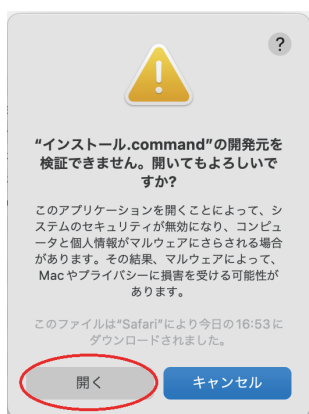 ?
“インストール.command”の開発元を
検証できません。開いてもよろしいで
すか?
このアプリケーションを開くことによって、シ
ステムのセキュリティが無効になり、コンピュ
ータと個人情報がマルウェアにさらされる場合
があります。その結果、マルウェアによって、
Macやプライバシーに損害を受ける可能性が
あります。
このファイルは“Safari”により今日の16:53に
ダウンロードされました。
開く
キャンセル